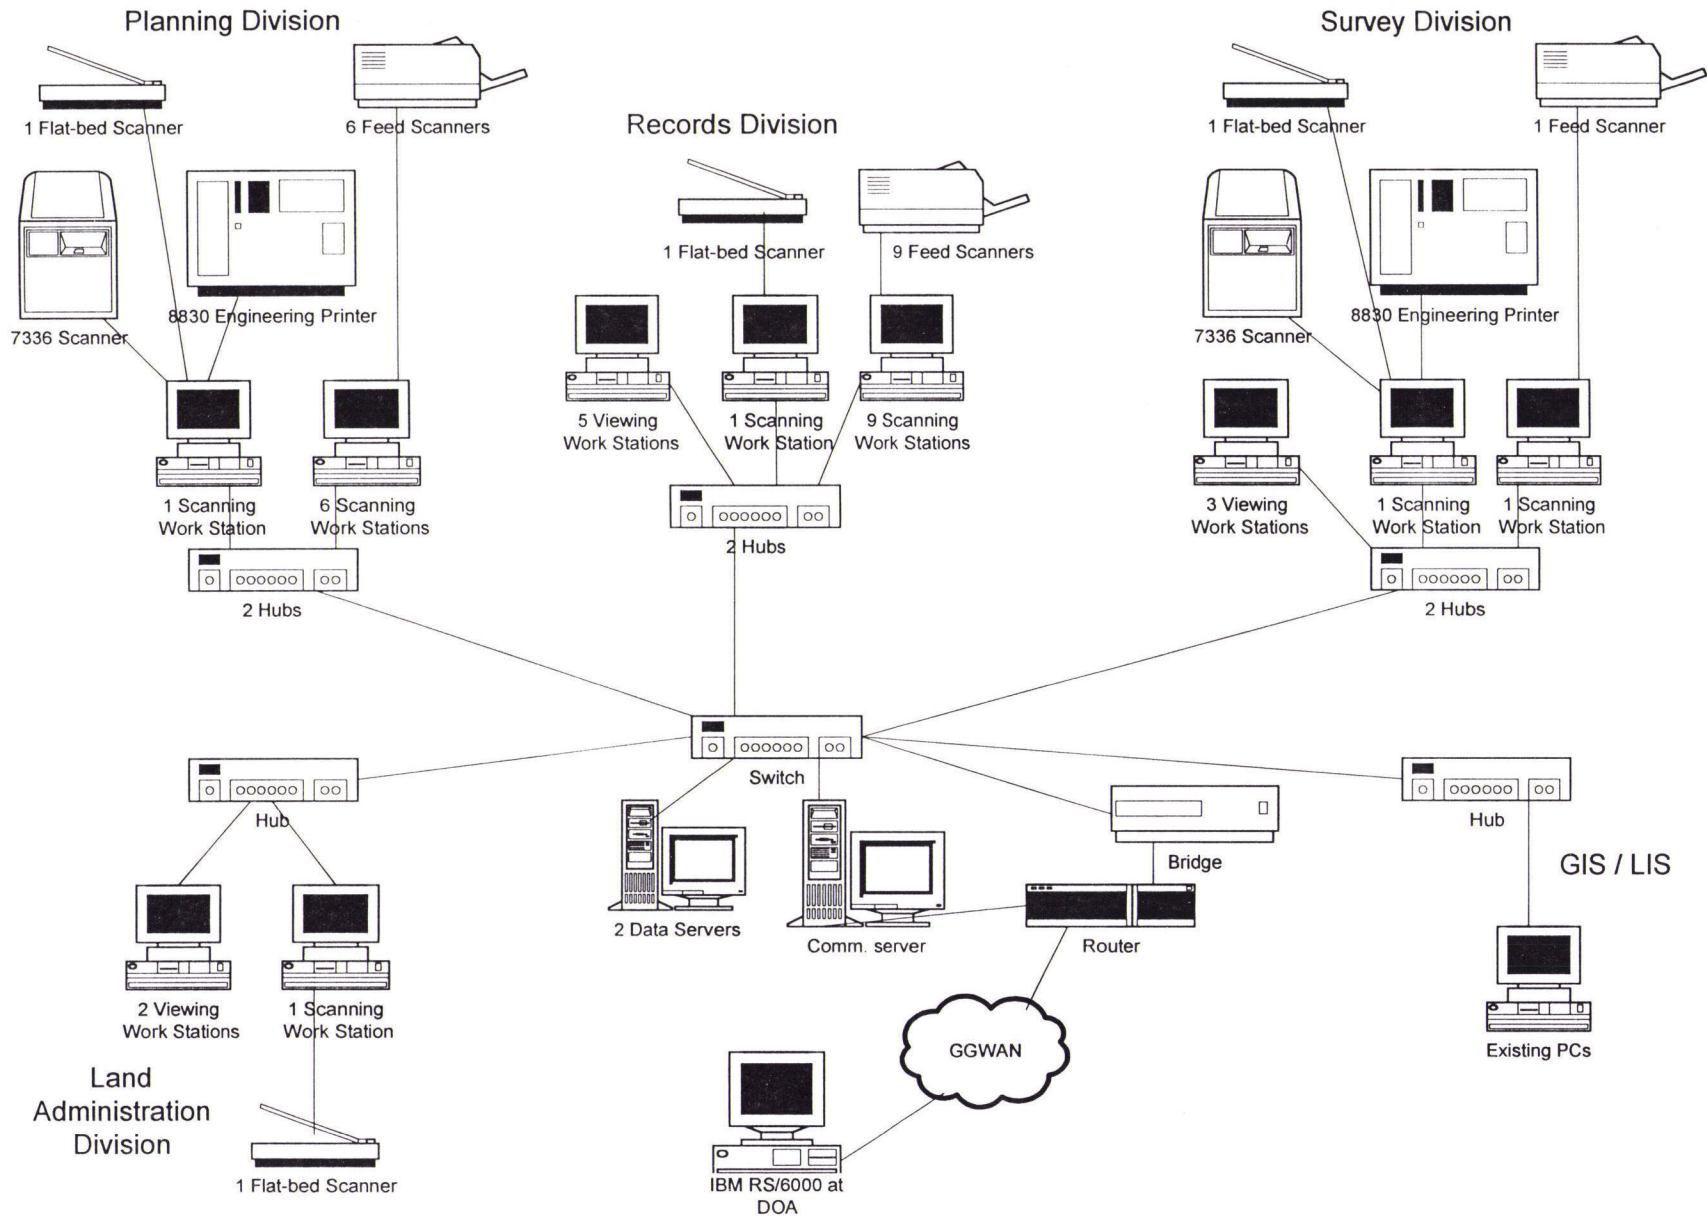 Planning Division
1 Flat-bed Scanner
6 Feed Scanners
7336 Scanner
8830 Engineering Printer
1 Scanning
Work Station
6 Scanning
Work Stations
2 Hubs
Records Division
1 Flat-bed Scanner
9 Feed Scanners
5 Viewing
Work Stations
1 Scanning
Work Station
9 Scanning
Work Stations
2 Hubs
Survey Division
1 Flat-bed Scanner
1 Feed Scanner
7336 Scanner
8830 Engineering Printer
3 Viewing
Work Stations
1 Scanning
Work Station
1 Scanning
Work Station
2 Hubs
Switch
Hub
2 Viewing
Work Stations
1 Scanning
Work Station
Land
Administration
Division
1 Flat-bed Scanner
2 Data Servers
Comm. server
Bridge
Router
GGWAN
IBM RS/6000 at
DOA
Hub
GIS / LIS
Existing PCs